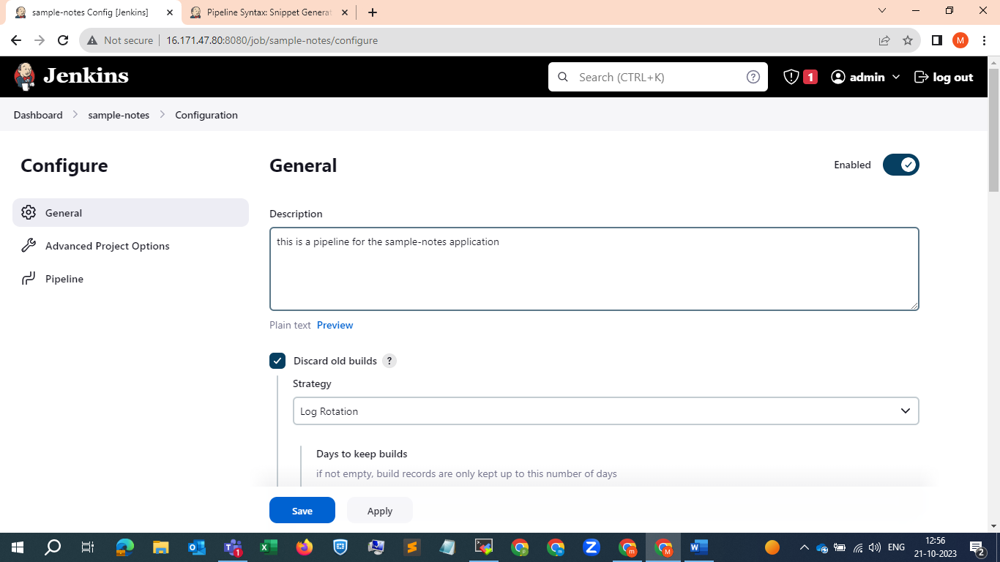 sample-notes Config [Jenkins]
Pipeline Syntax: Snippet Generat
Not secure
16.171.47.80:8080/job/sample-notes/configure
M
Jenkins
Search (CTRL+K)
?
1
admin
log out
Dashboard
sample-notes
Configuration
Configure
General
Advanced Project Options
Pipeline
General
Enabled
Description
this is a pipeline for the sample-notes application
Plain text Preview
Discard old builds ?
Strategy
Log Rotation
Days to keep builds
if not empty, build records are only kept up to this number of days
Save
Apply
ENG
12:56
21-10-2023
2